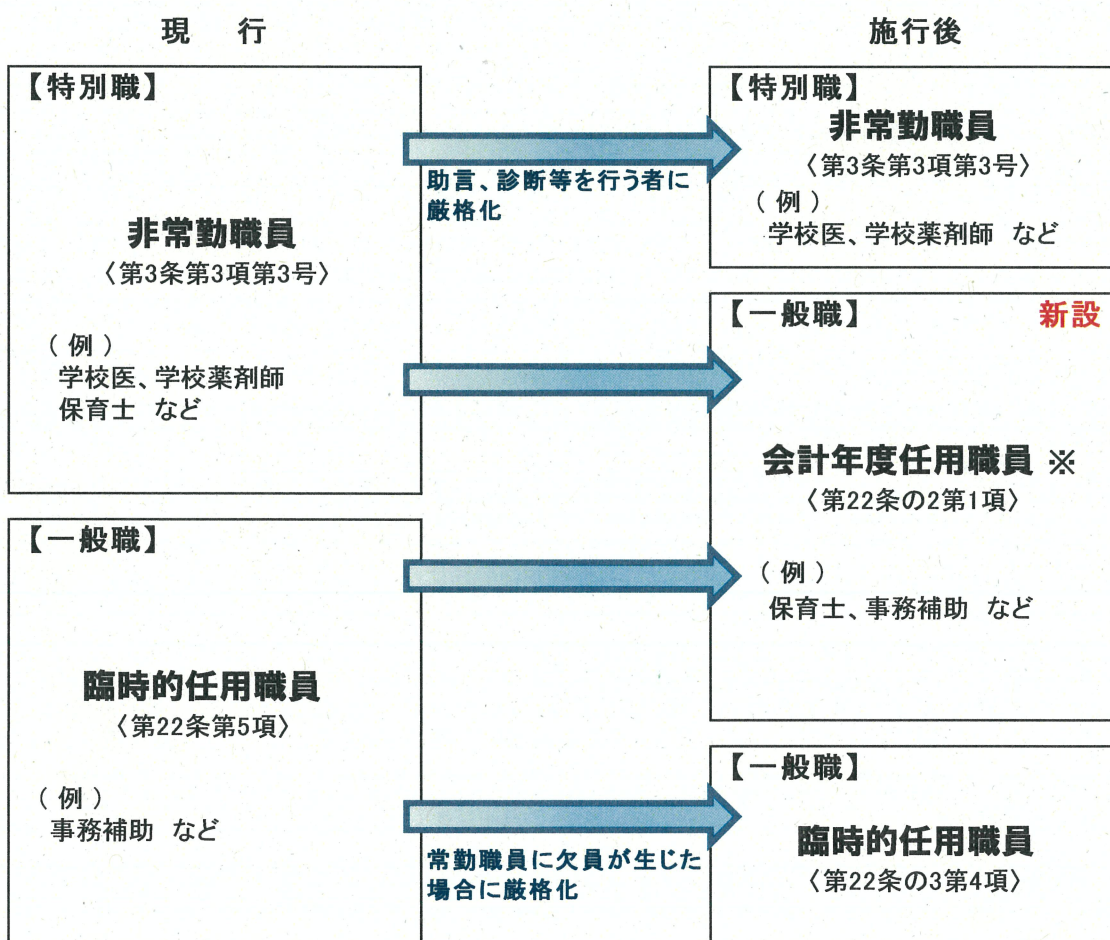 現 行
【特別職】
非常勤職員
〈第3条第3項第3号〉
(例)
学校医、学校薬剤師
保育士 など
【一般職】
臨時的任用職員
〈第22条第5項〉
(例)
事務補助 など
助言、診断等を行う者に
厳格化
常勤職員に欠員が生じた
場合に厳格化
施行後
【特別職】
非常勤職員
〈第3条第3項第3号〉
(例)
学校医、学校薬剤師 など
【一般職】 新設
会計年度任用職員 ※
〈第22条の2第1項〉
(例)
保育士、事務補助 など
【一般職】
臨時的任用職員
〈第22条の3第4項〉